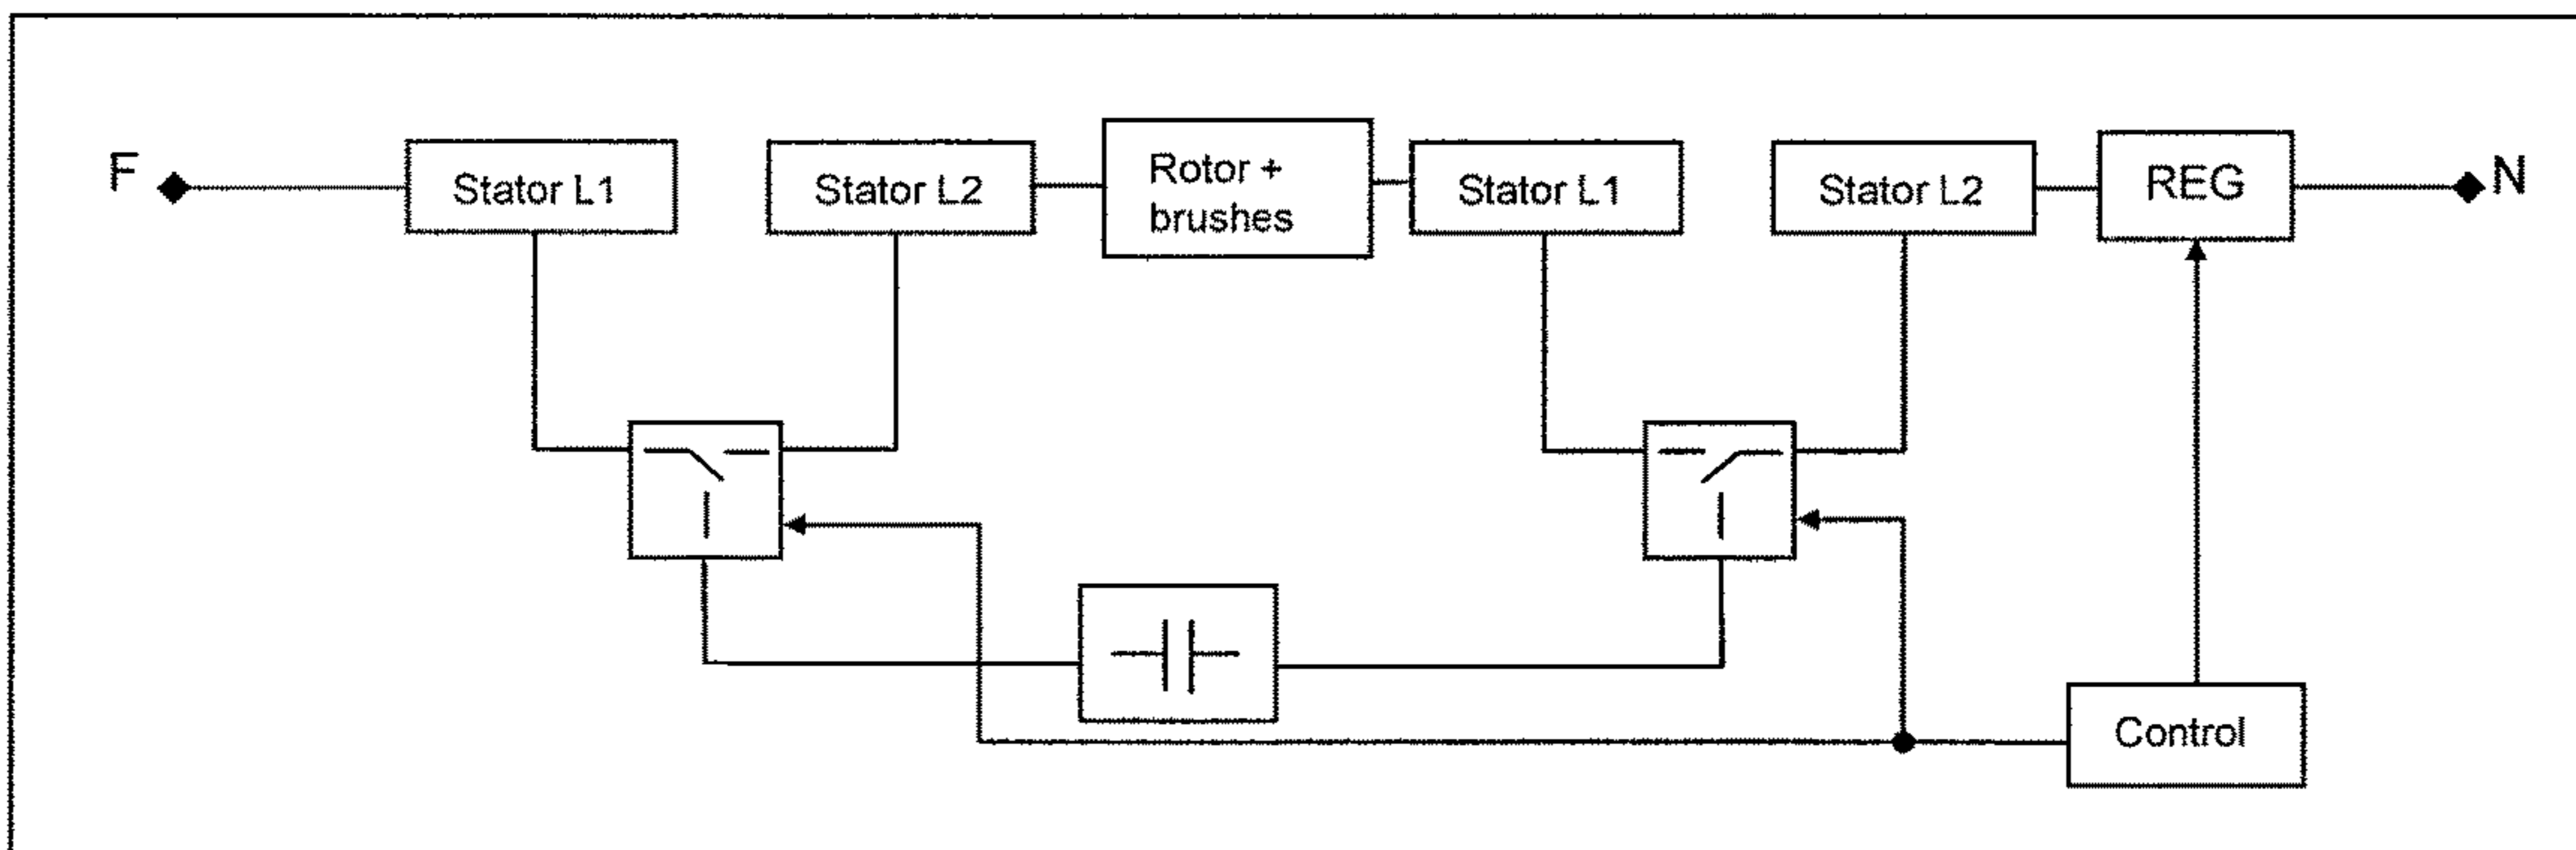 F
Stator L1
Stator L2
Rotor +
brushes
Stator L1
Stator L2
REG
N
Control